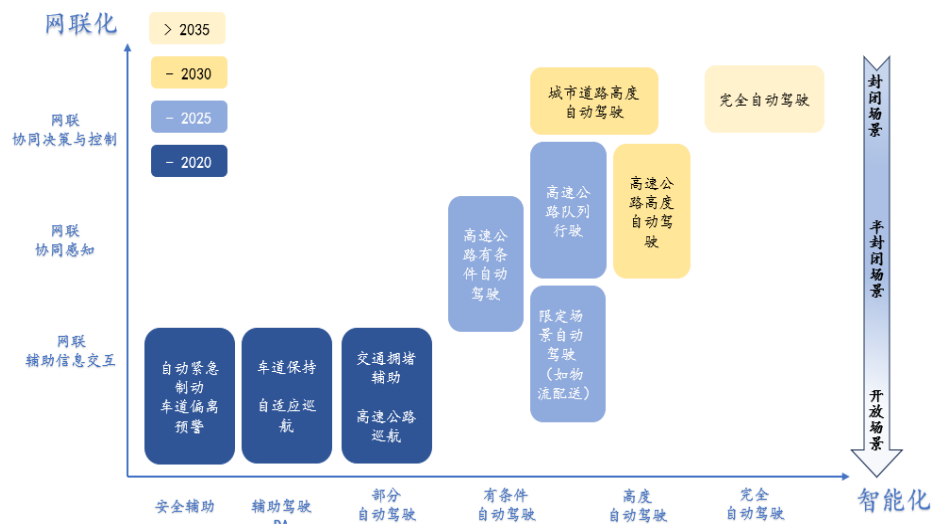 网联化
> 2035
- 2030
- 2025
- 2020
网联
协同决策与控制
网联
协同感知
网联
辅助信息交互
城市道路高度
自动驾驶
完全自动驾驶
高速公
路队列
行驶
高速公
路高度
自动驾
驶
高速公
路有条
件自动
驾驶
限定场
景自动
驾驶
（如物
流配送）
自动紧急
制动
车道偏离
预警
车道保持
自适应巡
航
交通拥堵
辅助
高速公路
巡航
封闭场景
半封闭场景
开放场景
安全辅助
辅助驾驶
部分
自动驾驶
有条件
自动驾驶
高度
自动驾驶
完全
自动驾驶
智能化